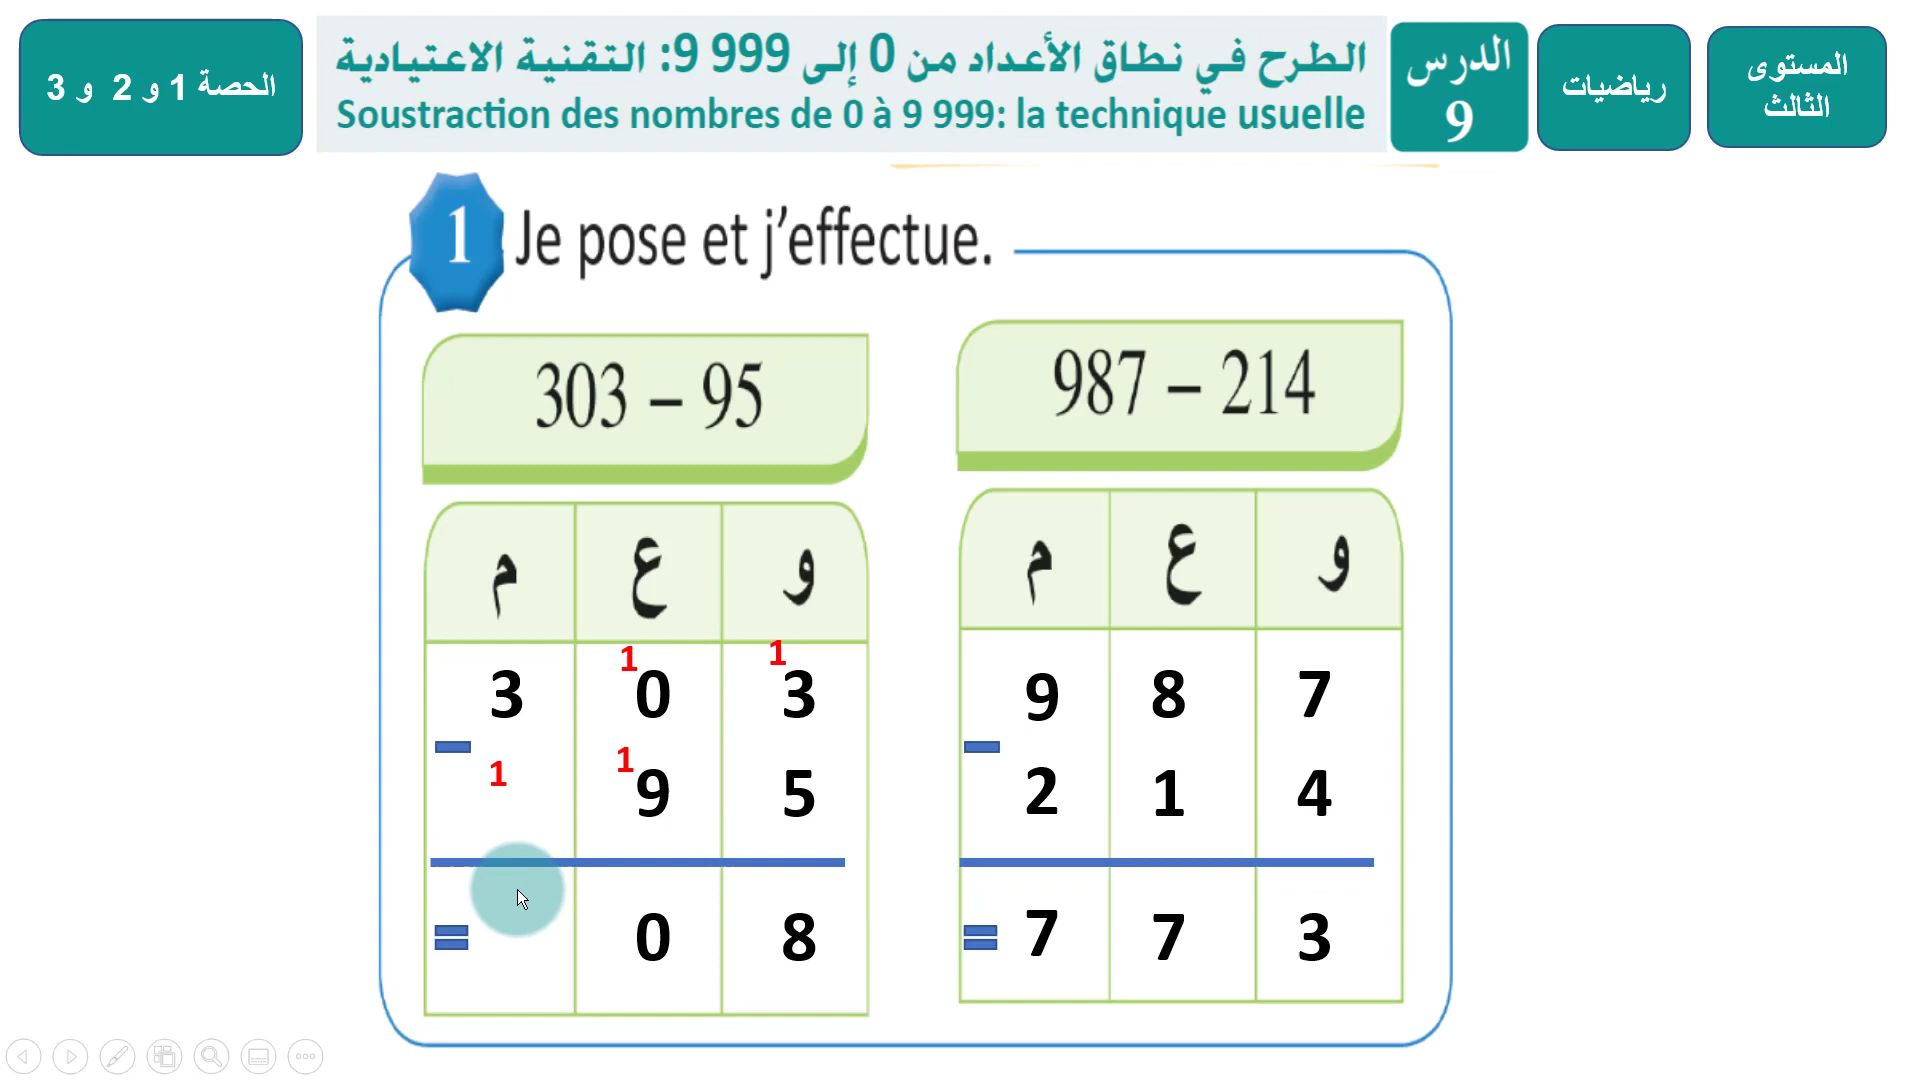 المستوى
الثالث
رياضيات
الدرس
9
الطرح في نطاق الأعداد من 0 إلى 999 9: التقنية الاعتيادية
Soustraction des nombres de 0 à 9 999: la technique usuelle
الحصة 1 و 2 و 3
1 Je pose et j'effectue.
303 – 95
م ع و
1 1
3 0 3
–
1 1
9 5
= 0 8
987 – 214
م ع و
9 8 7
–
2 1 4
= 7 7 3